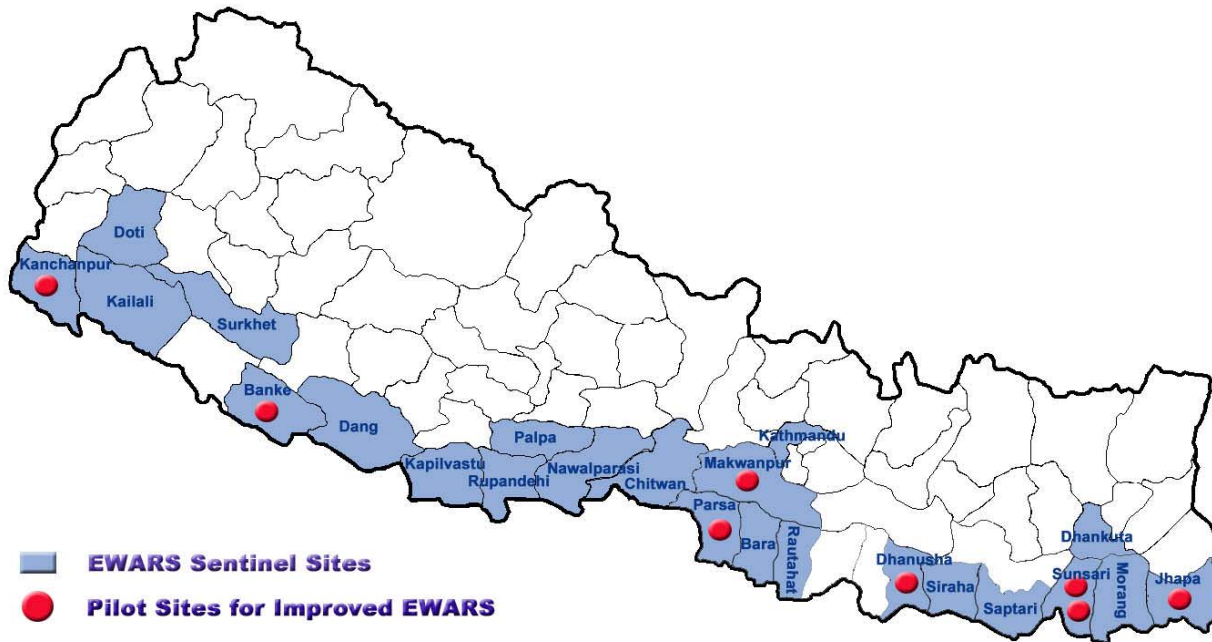 Doti
Kanchanpur
Kailali
Surkhet
Banke
Dang
Palpa
Kathmandu
Kapilvastu
Rupandehi
Nawalparasi
Chitwan
Makwanpur
Parsa
Bara
Rautahat
Dhankuta
Dhanusha
Siraha
Saptari
Sunsari
Morang
Jhapa
EWARS Sentinel Sites
Pilot Sites for Improved EWARS